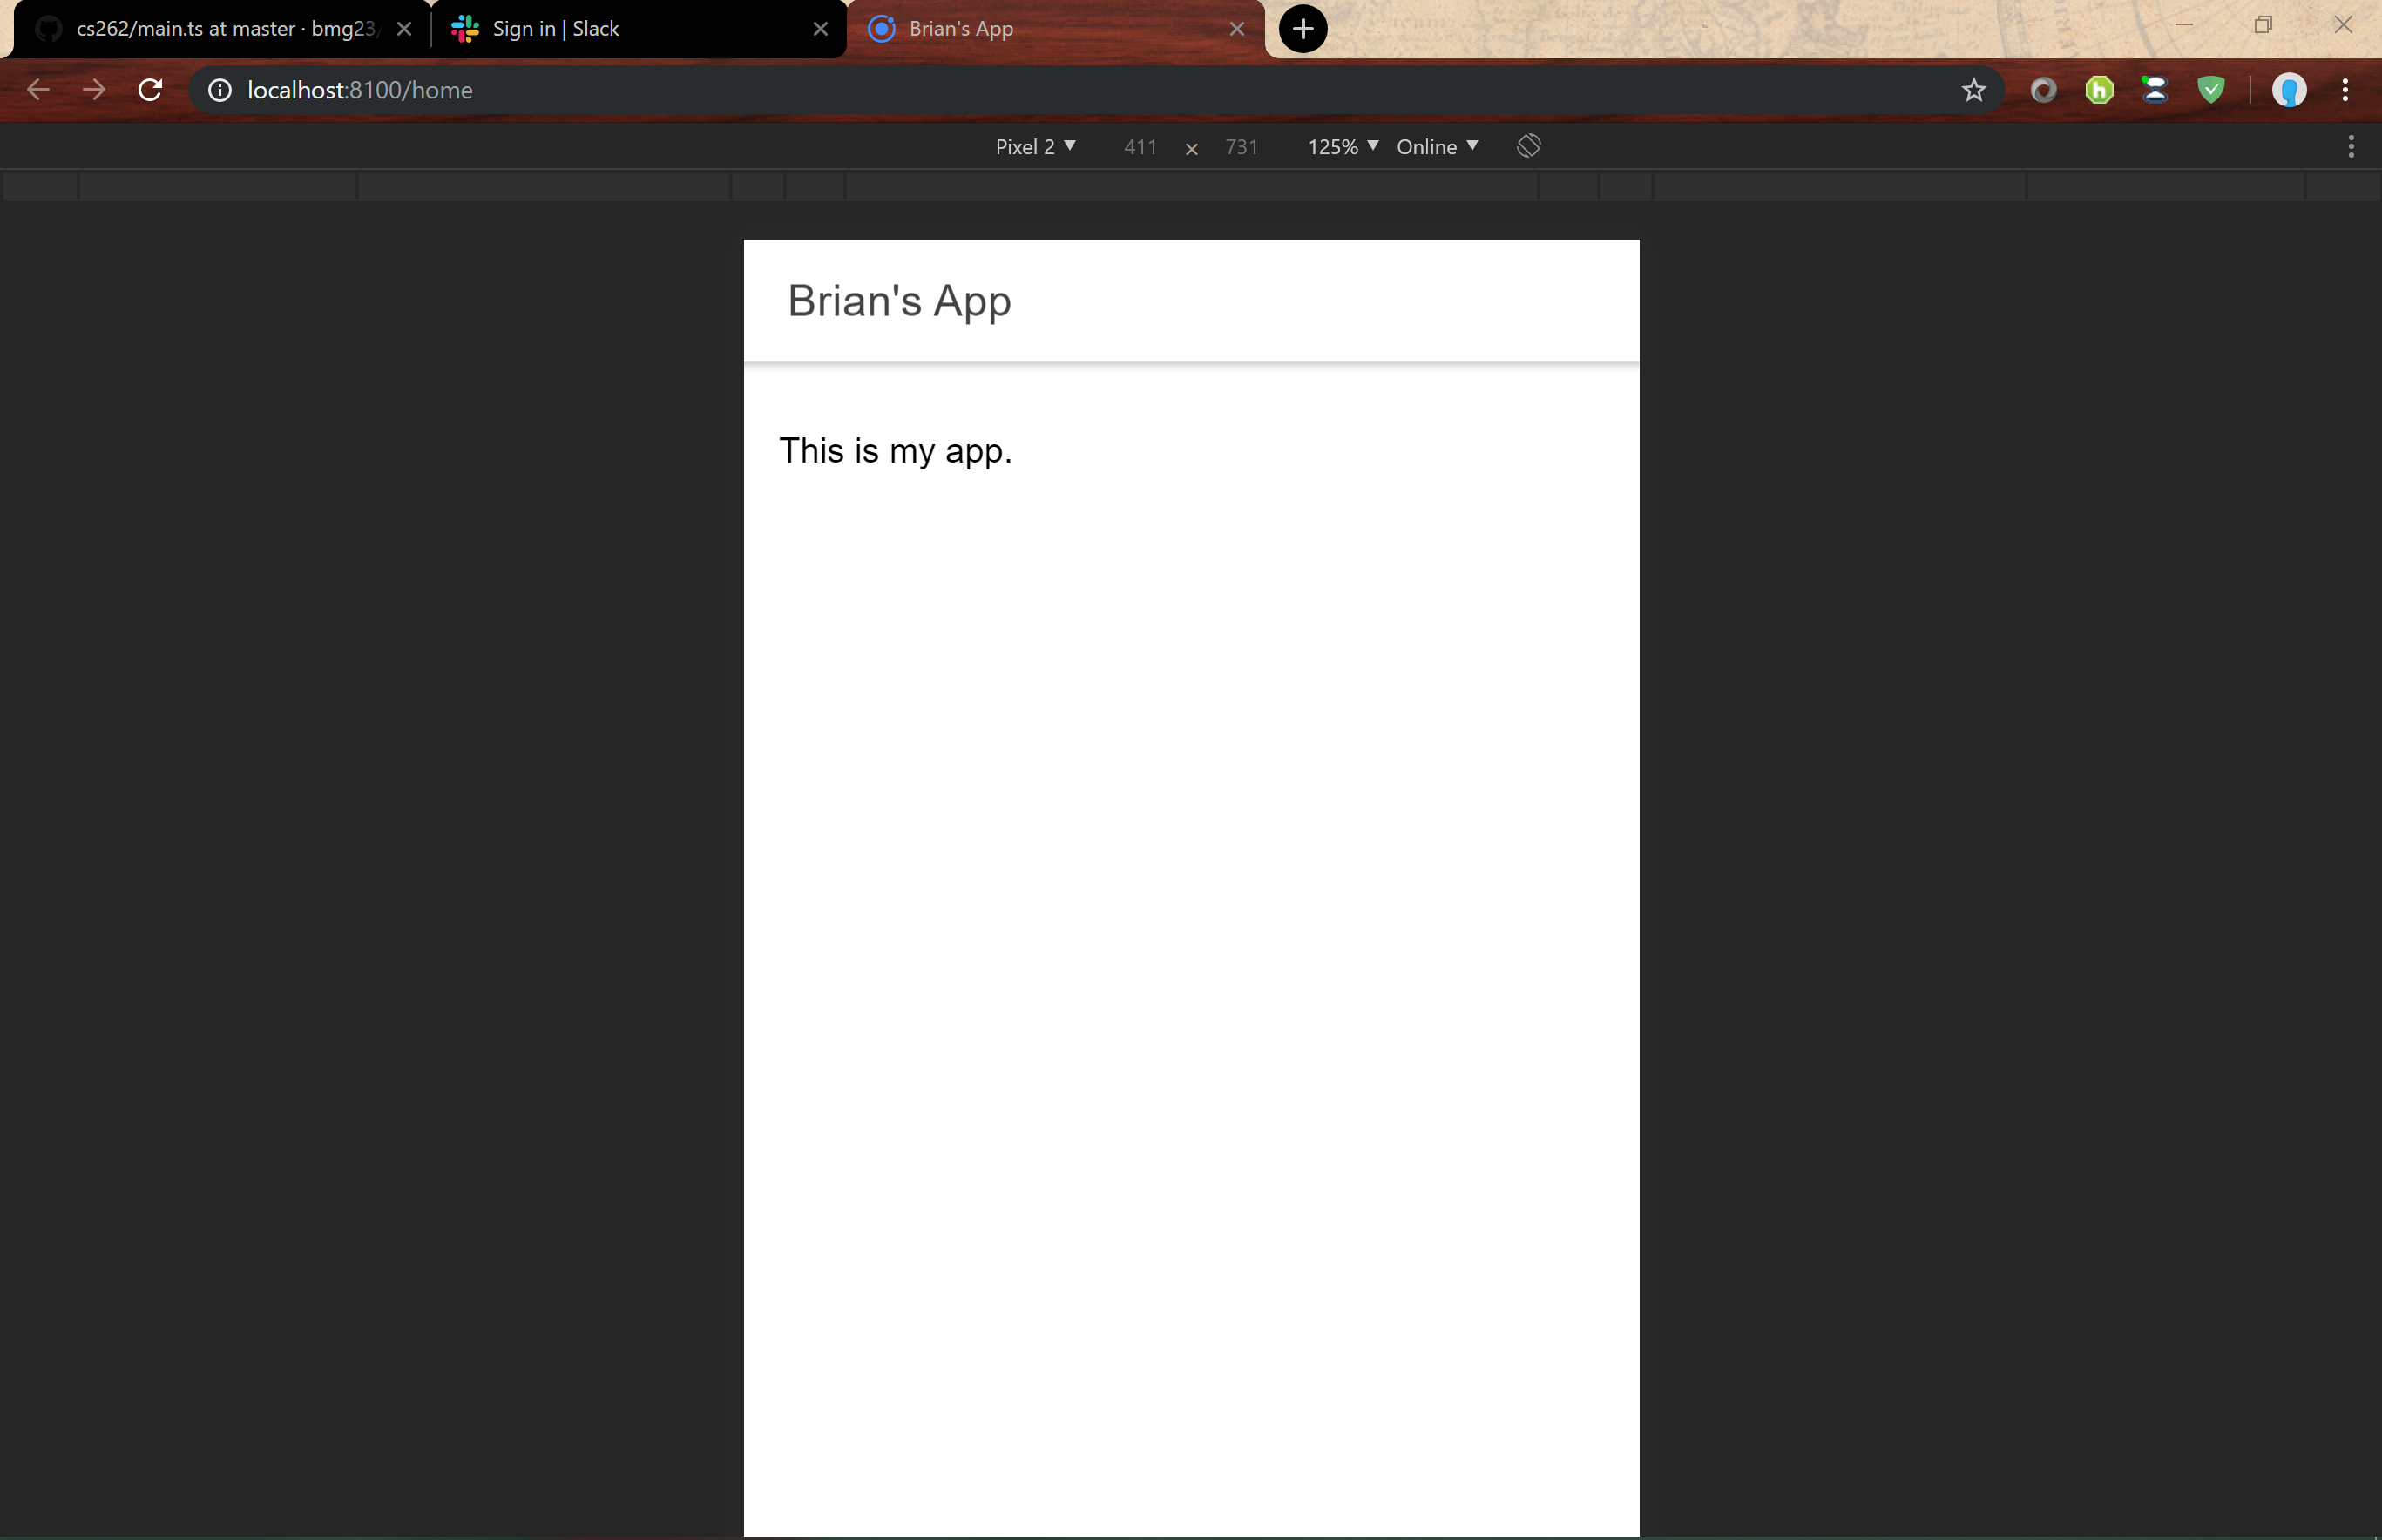 cs262/main.ts at master · bmg23/
Sign in | Slack
Brian's App
localhost:8100/home
Pixel 2 ▼ 411 × 731 125% ▼ Online ▼
Brian's App
This is my app.